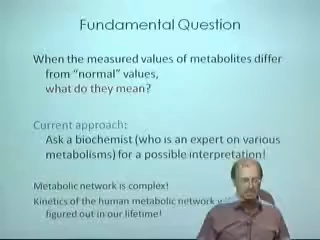 Fundamental Question
When the measured values of metabolites differ
from “normal” values,
what do they mean?
Current approach:
Ask a biochemist (who is an expert on various
metabolisms) for a possible interpretation!
Metabolic network is complex!
Kinetics of the human metabolic network
figured out in our lifetime!